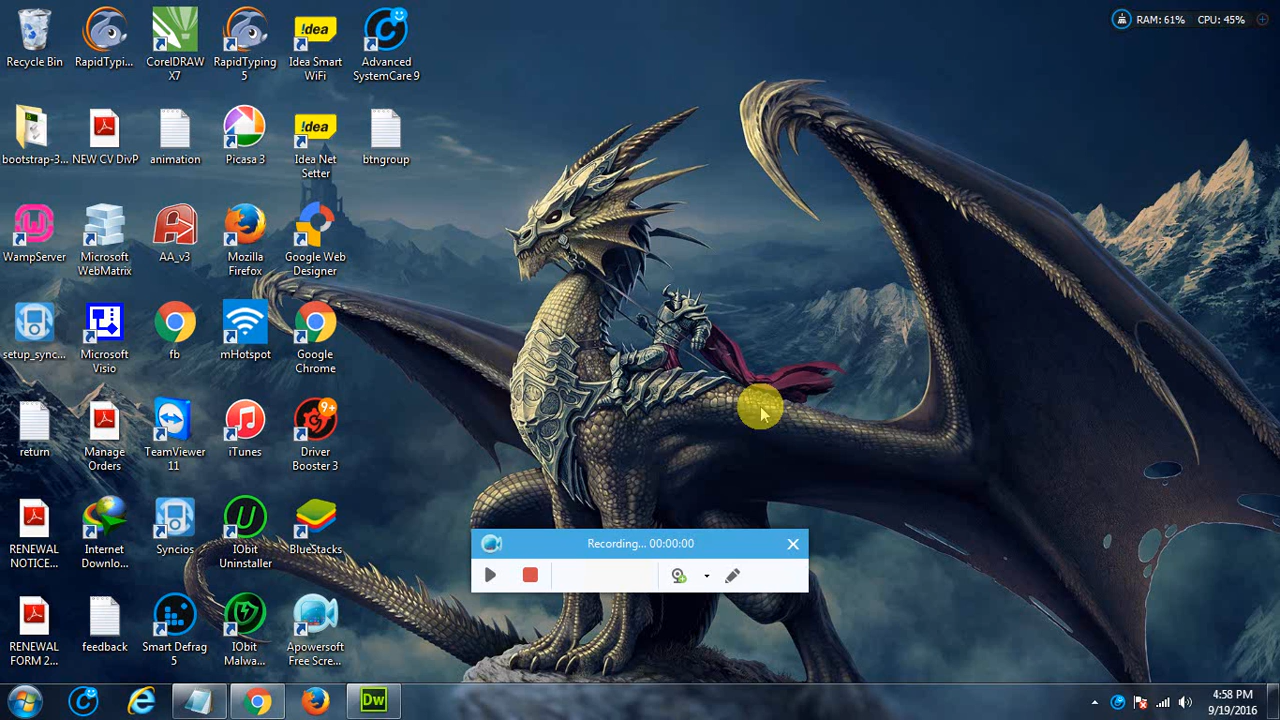 RAM: 61% CPU: 45%
Recycle Bin
RapidTypi...
CorelDRAW
X7
RapidTyping
5
Idea Smart
WiFi
Advanced
SystemCare 9
!dea
bootstrap-3...
NEW CV DivP
animation
Picasa 3
Idea Net
Setter
btngroup
!dea
WampServer
Microsoft
WebMatrix
AA_v3
Mozilla
Firefox
Google Web
Designer
setup_sync...
Microsoft
Visio
fb
mHotspot
Google
Chrome
return
Manage
Orders
TeamViewer
11
iTunes
Driver
Booster 3
9+
RENEWAL
NOTICE...
Internet
Downlo...
Syncios
IObit
Uninstaller
BlueStacks
RENEWAL
FORM 2...
feedback
Smart Defrag
5
IObit
Malwa...
Apowersoft
Free Scre...
Recording... 00:00:00
Dw
4:58 PM
9/19/2016